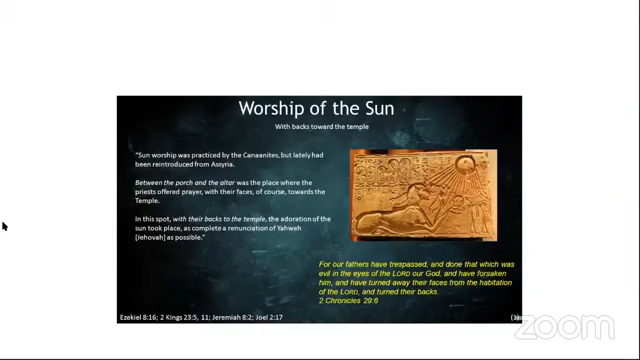 Worship of the Sun
With backs toward the temple
"Sun worship was practiced by the Canaanites, but lately had
been reintroduced from Assyria.
Between the porch and the altar was the place where the
priests offered prayer, with their faces, of course, towards the
Temple.
In this spot, with their backs to the temple, the adoration of the
sun took place, as complete a renunciation of Yahweh
[Jehovah] as possible."
For our fathers have trespassed, and done that which was
evil in the eyes of the LORD our God, and have forsaken
him, and have turned away their faces from the habitation
of the LORD, and turned their backs.
2 Chronicles 29:6
Ezekiel 8:16; 2 Kings 23:5, 11; Jeremiah 8:2; Joel 2:17
zoom